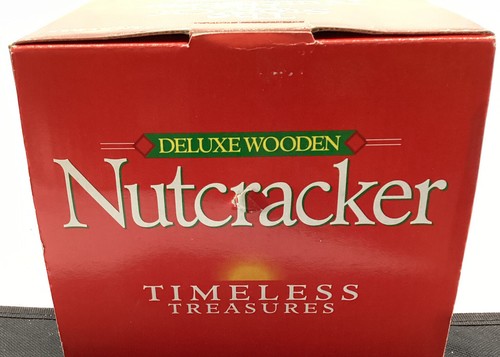 DELUXE WOODEN
Nutcracker
TIMELESS
TREASURES